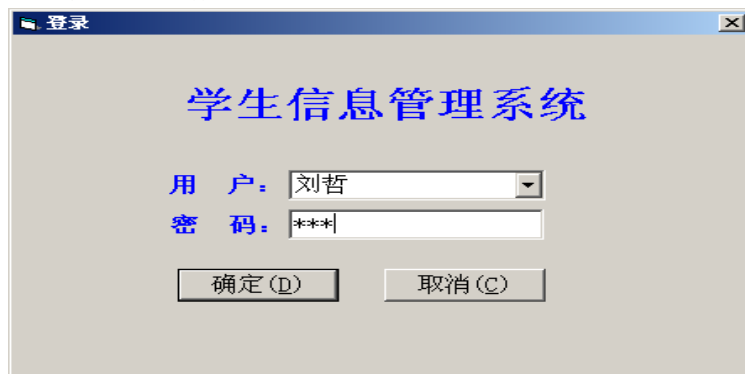 登录
学生信息管理系统
用 户： 刘哲
密 码： ***
确定(D) 取消(C)